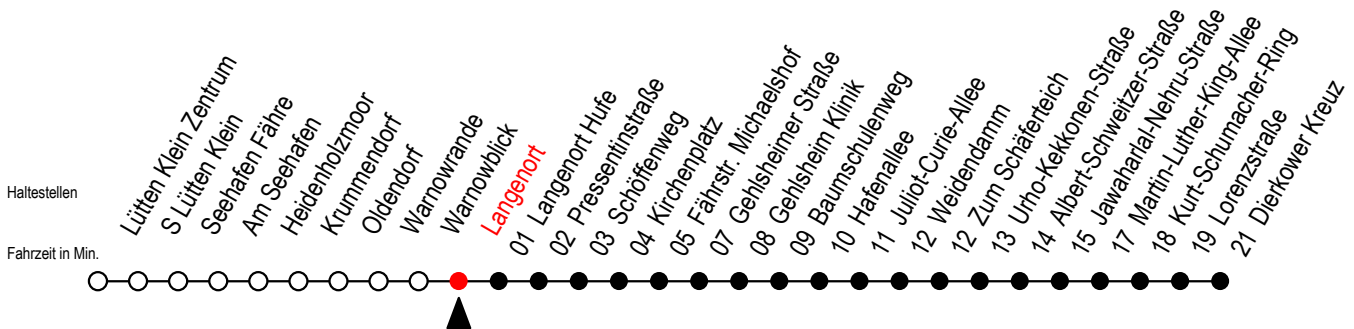 Haltestellen
Fahrzeit in Min.
Lütten Klein Zentrum
S Lütten Klein
Seehafen Fähre
Am Seehafen
Heidenholzmoor
Krummendorf
Oldendorf
Warnowrande
Warnowblick
Langenort
01 Langenort Hufe
02 Pressentinstraße
03 Schöffenweg
04 Kirchenplatz
05 Fährstr. Michaelshof
07 Gehlsheimer Straße
08 Gehlsheim Klinik
09 Baumschulenweg
10 Hafenallee
11 Juliot-Curie-Allee
12 Weidendamm
12 Zum Schäferteich
13 Urho-Kekkonen-Straße
14 Albert-Schweitzer-Straße
15 Jawaharlal-Nehru-Straße
17 Martin-Luther-King-Allee
18 Kurt-Schumacher-Ring
19 Lorenzstraße
21 Dierkower Kreuz